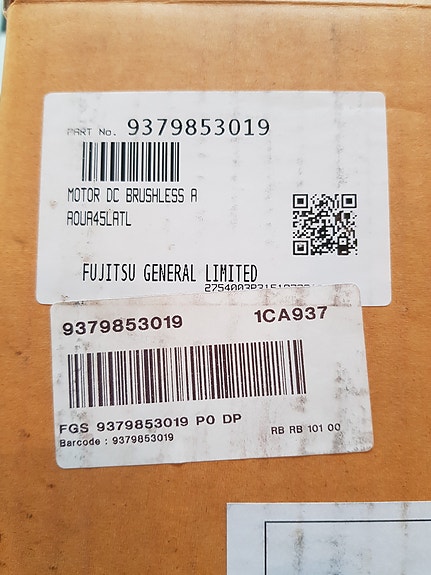 PART No. 9379853019
MOTOR DC BRUSHLESS A
AOUA45LATL
FUJITSU GENERAL LIMITED
9379853019 1CA937
FGS 9379853019 P0 DP
Barcode : 9379853019 RB RB 101 00